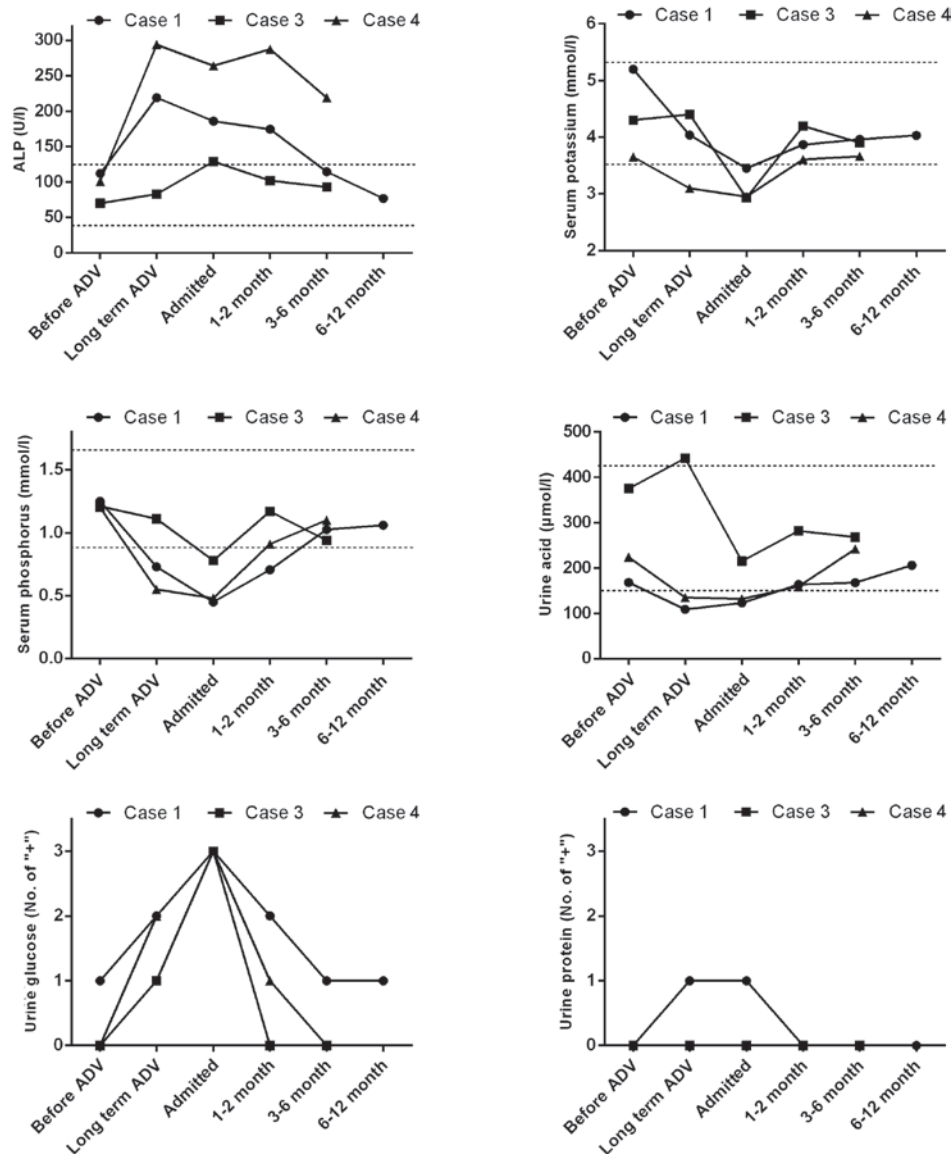 Case 1 Case 3 Case 4
ALP (U/l)
300
250
200
150
100
50
0
Before ADV
Long term ADV
Admitted
1-2 month
3-6 month
6-12 month
Case 1 Case 3 Case 4
Serum potassium (mmol/l)
6
5
4
3
2
Before ADV
Long term ADV
Admitted
1-2 month
3-6 month
6-12 month
Case 1 Case 3 Case 4
Serum phosphorus (mmol/l)
1.5
1.0
0.5
0.0
Before ADV
Long term ADV
Admitted
1-2 month
3-6 month
6-12 month
Case 1 Case 3 Case 4
Urine acid (µmol/l)
500
400
300
200
100
0
Before ADV
Long term ADV
Admitted
1-2 month
3-6 month
6-12 month
Case 1 Case 3 Case 4
Urine glucose (No. of "+")
3
2
1
0
Before ADV
Long term ADV
Admitted
1-2 month
3-6 month
6-12 month
Case 1 Case 3 Case 4
Urine protein (No. of "+")
3
2
1
0
Before ADV
Long term ADV
Admitted
1-2 month
3-6 month
6-12 month